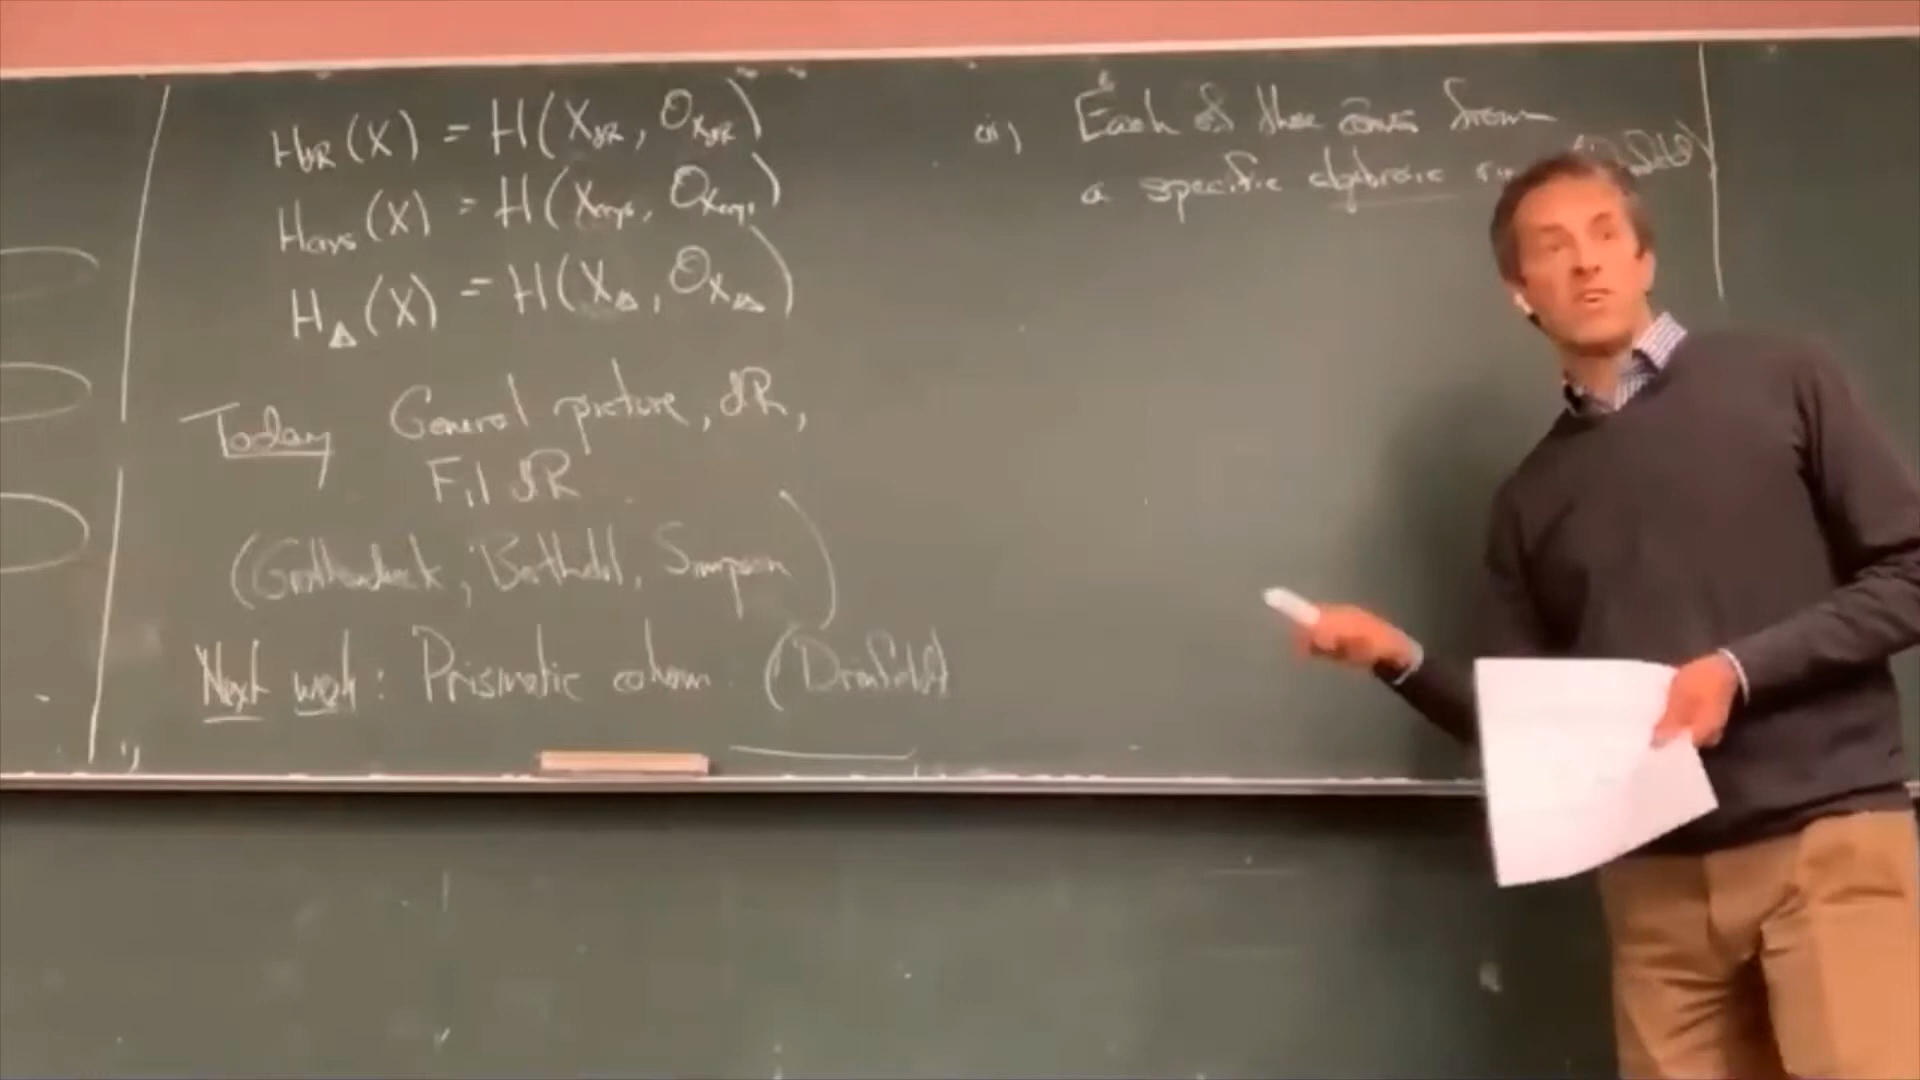 H_dR(X) = H(X_dR, O_X_dR)
H_crys(X) = H(X_crys, O_X_crys)
H_Δ(X) = H(X_Δ, O_X_Δ)
Today General picture, dR,
Fil dR
(Grothendieck, Berthelot, Simpson)
Next week: Prismatic cohom. (Drinfeld)
Each of these comes from
a specific algebraic